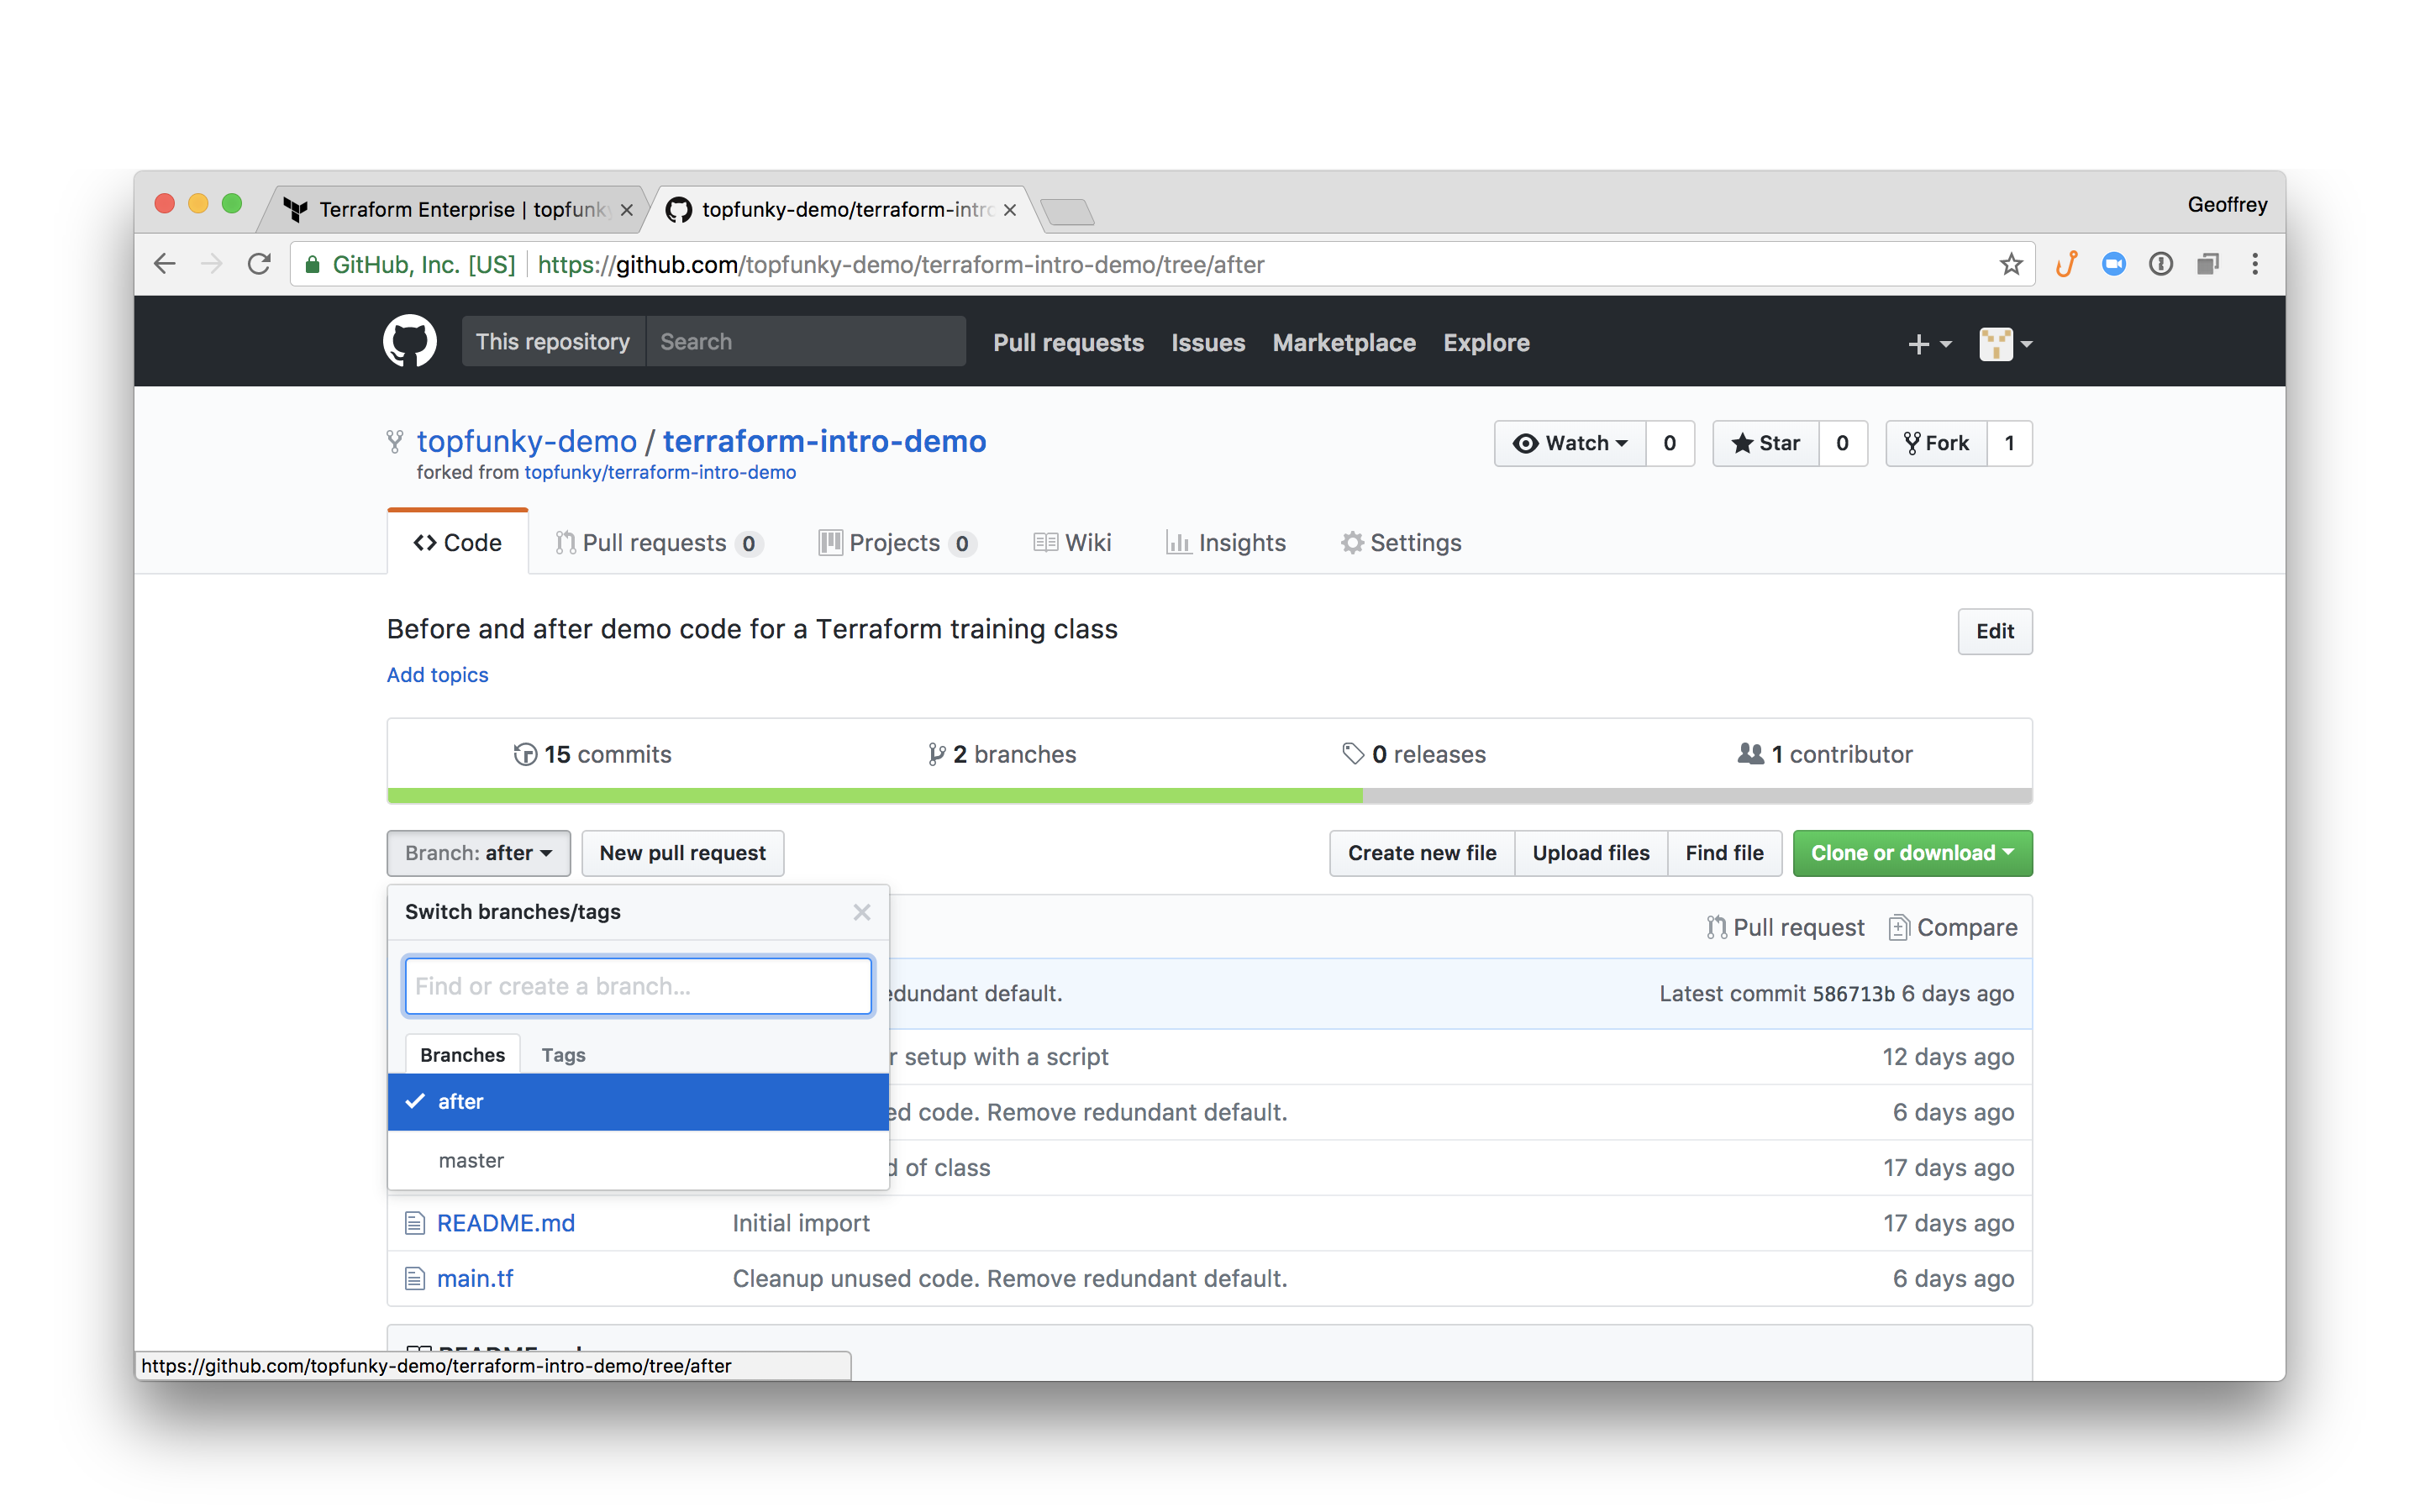 Terraform Enterprise | topfunky
topfunky-demo/terraform-intro
Geoffrey
GitHub, Inc. [US] https://github.com/topfunky-demo/terraform-intro-demo/tree/after
This repository Search Pull requests Issues Marketplace Explore
topfunky-demo / terraform-intro-demo
Watch 0 Star 0 Fork 1
forked from topfunky/terraform-intro-demo
Code Pull requests 0 Projects 0 Wiki Insights Settings
Before and after demo code for a Terraform training class
Edit
Add topics
15 commits 2 branches 0 releases 1 contributor
Branch: after New pull request Create new file Upload files Find file Clone or download
Switch branches/tags
Pull request Compare
Find or create a branch...
edundant default. Latest commit 586713b 6 days ago
Branches Tags
r setup with a script 12 days ago
after
ed code. Remove redundant default. 6 days ago
master
d of class 17 days ago
README.md Initial import 17 days ago
main.tf Cleanup unused code. Remove redundant default. 6 days ago
README.md
https://github.com/topfunky-demo/terraform-intro-demo/tree/after